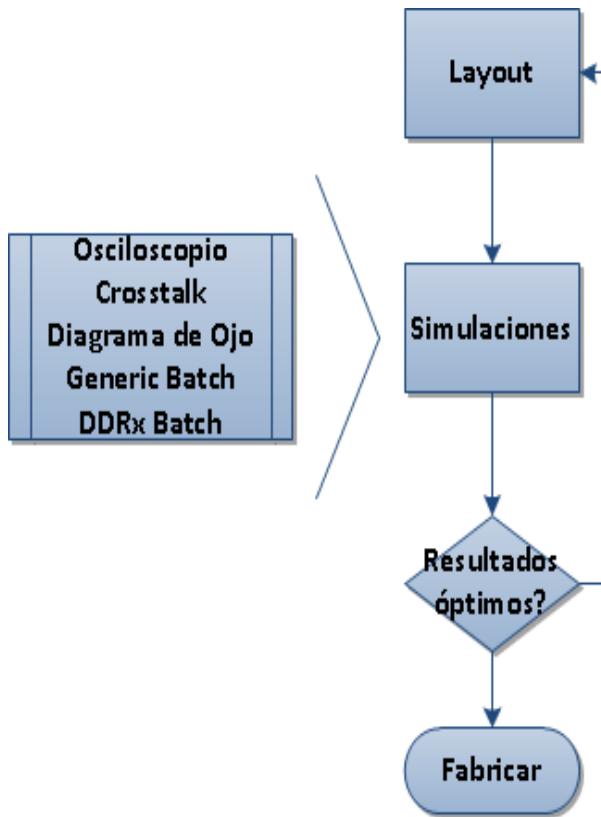 Layout
Osciloscopio
Crosstalk
Diagrama de Ojo
Generic Batch
DDRx Batch
Simulaciones
Resultados
óptimos?
Fabricar